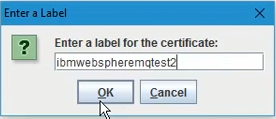 Enter a Label
Enter a label for the certificate:
ibmwebspheremqtest2
OK
Cancel